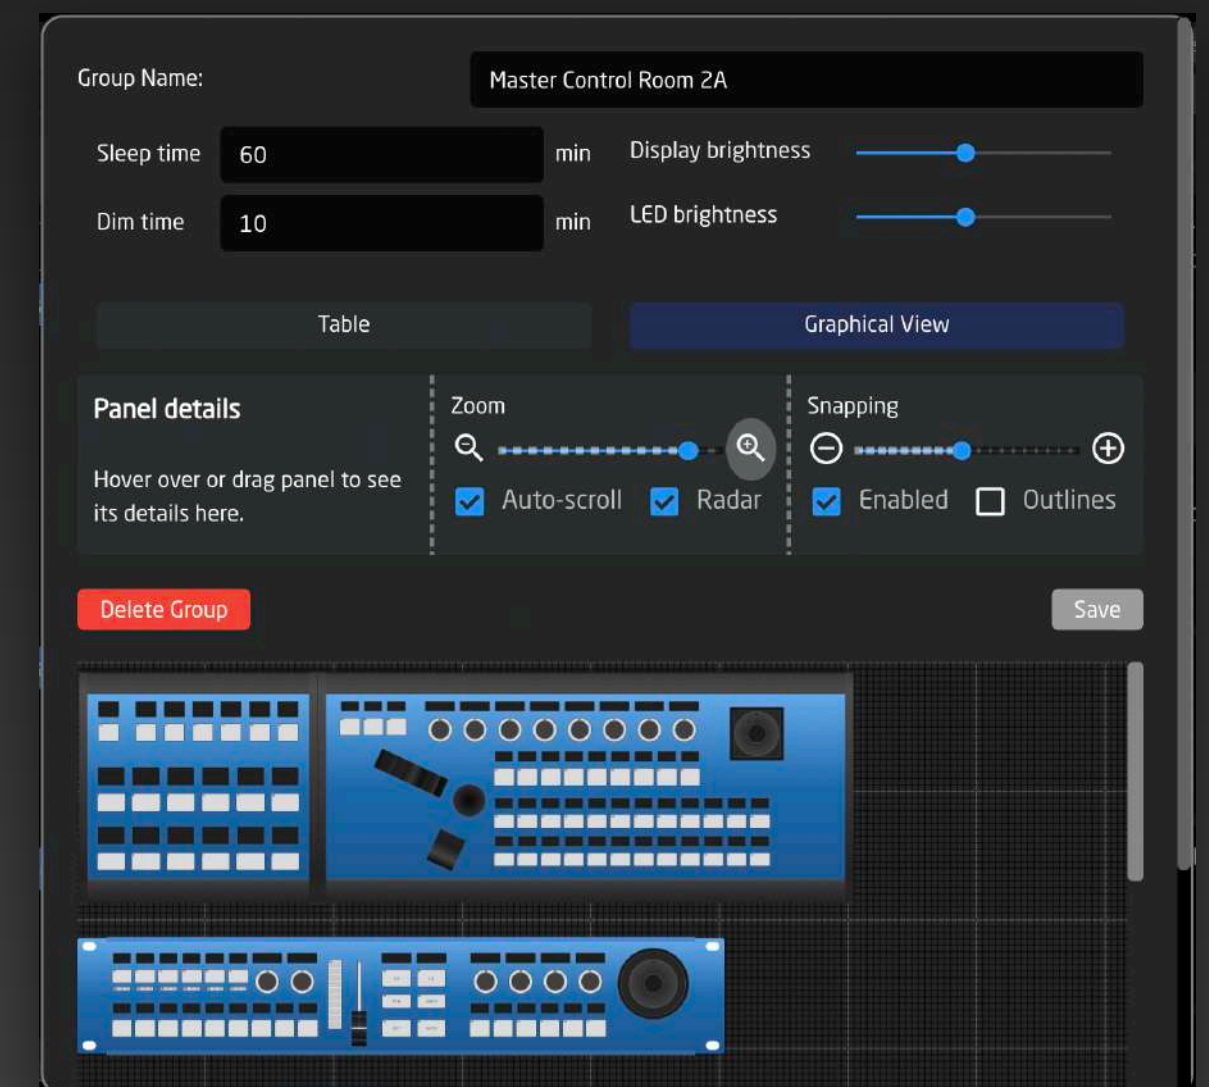 Group Name: Master Control Room 2A
Sleep time 60 min Display brightness
Dim time 10 min LED brightness
Table Graphical View
Panel details
Hover over or drag panel to see
its details here.
Zoom
Auto-scroll Radar
Snapping
Enabled Outlines
Delete Group Save